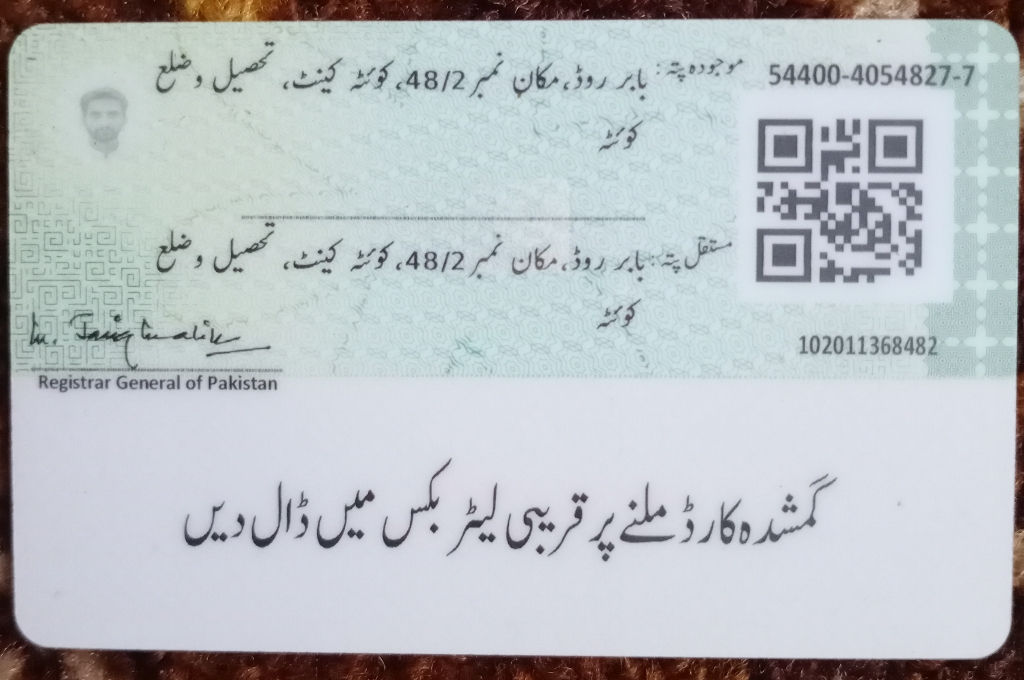 موجودہ پتہ: بابر روڈ، مکان نمبر 48/2، کوئٹہ کینٹ، تحصیل و ضلع
کوئٹہ
54400-4054827-7
مستقل پتہ: بابر روڈ، مکان نمبر 48/2، کوئٹہ کینٹ، تحصیل و ضلع
کوئٹہ
102011368482
Registrar General of Pakistan
گمشدہ کارڈ ملنے پر قریبی لیٹر بکس میں ڈال دیں